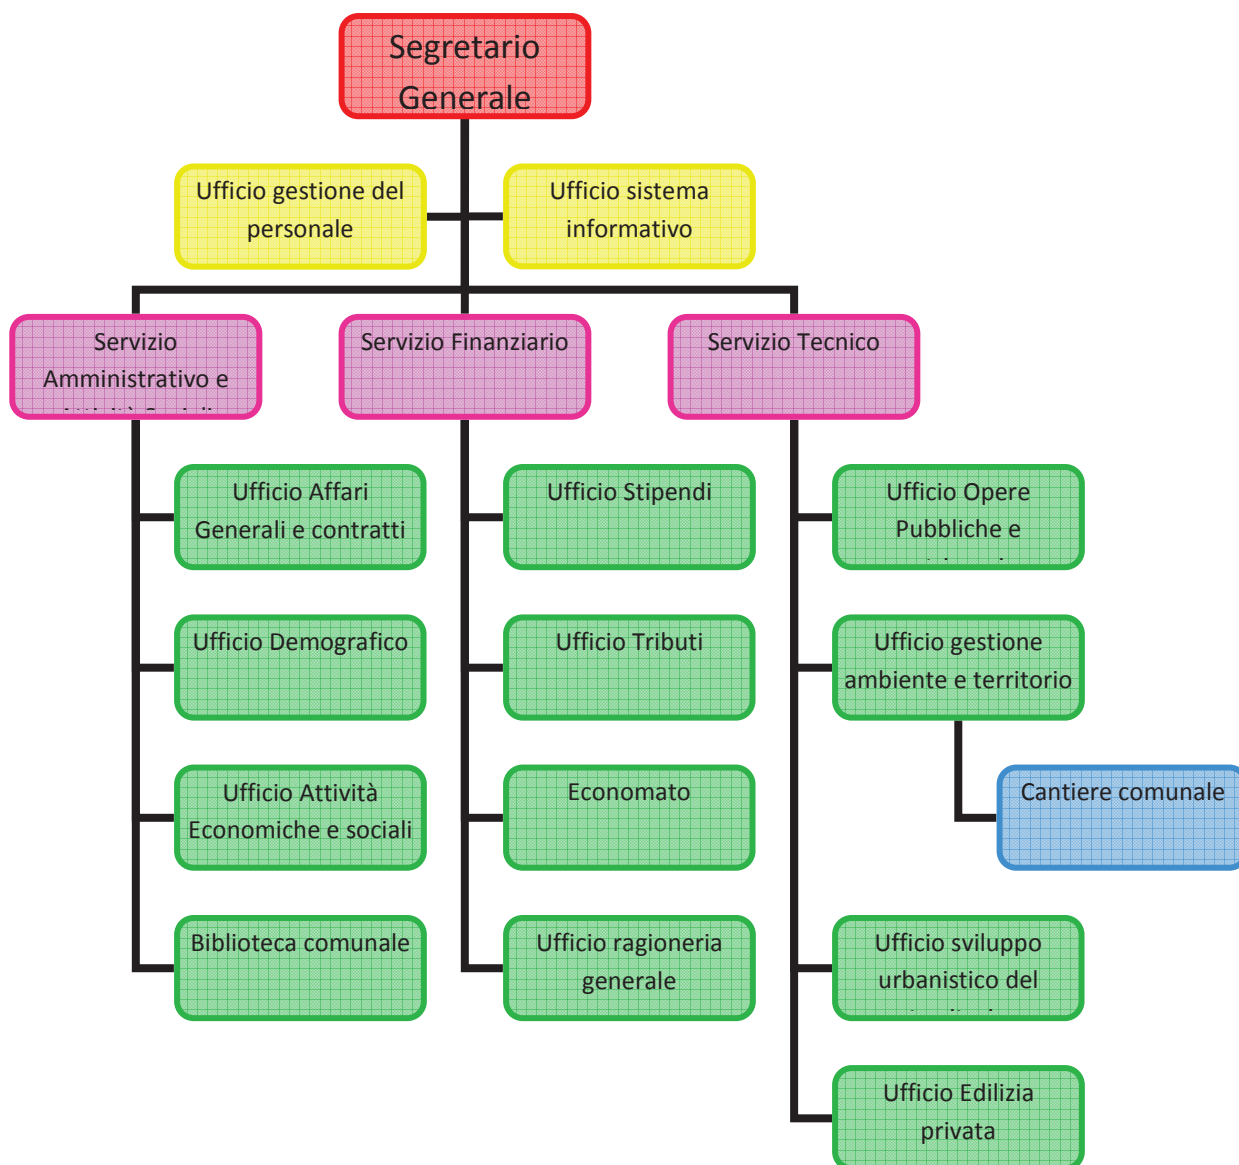 Segretario
Generale
Ufficio gestione del
personale
Ufficio sistema
informativo
Servizio
Amministrativo e
Servizio Finanziario
Servizio Tecnico
Ufficio Affari
Generali e contratti
Ufficio Stipendi
Ufficio Opere
Pubbliche e
Ufficio Demografico
Ufficio Tributi
Ufficio gestione
ambiente e territorio
Ufficio Attività
Economiche e sociali
Economato
Cantiere comunale
Biblioteca comunale
Ufficio ragioneria
generale
Ufficio sviluppo
urbanistico del
Ufficio Edilizia
privata